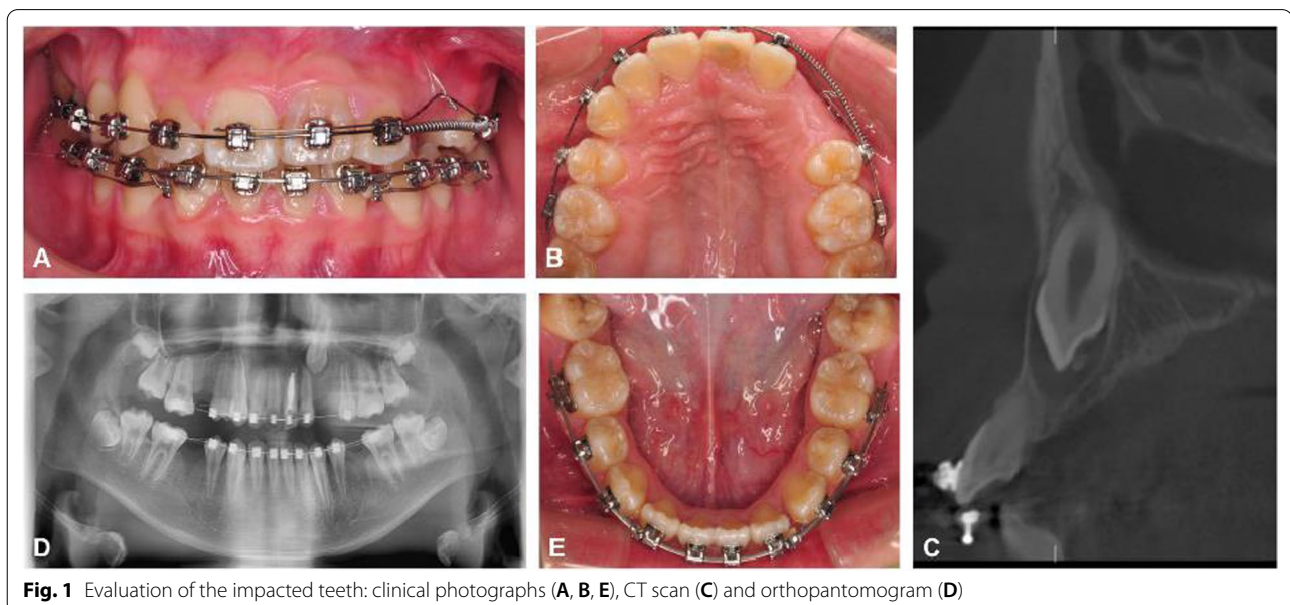 A
B
D
E
C
Fig. 1 Evaluation of the impacted teeth: clinical photographs (A, B, E), CT scan (C) and orthopantomogram (D)